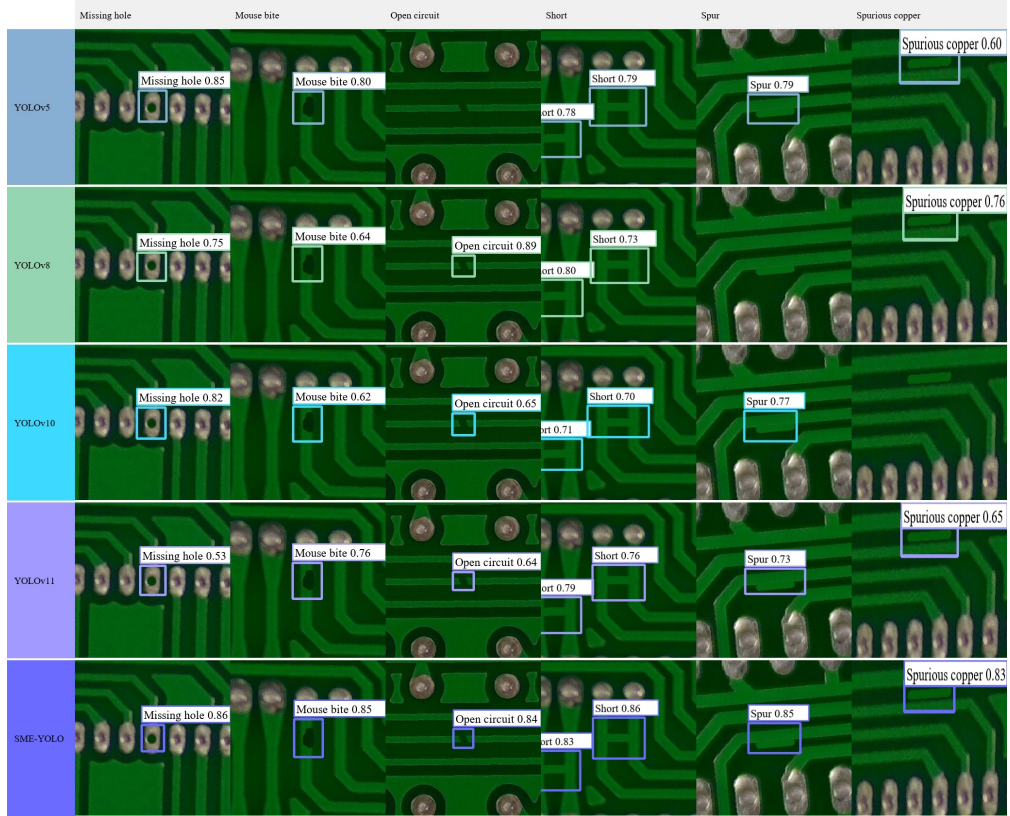 Missing hole Mouse bite Open circuit Short Spur Spurious copper
Spurious copper 0.60
Missing hole 0.85 Mouse bite 0.80 Short 0.79 Spur 0.79
YOLOv5
ort 0.78
Spurious copper 0.76
Missing hole 0.75 Mouse bite 0.64 Open circuit 0.89 Short 0.73
YOLOv8
ort 0.80
Missing hole 0.82 Mouse bite 0.62 Open circuit 0.65 Short 0.70 Spur 0.77
YOLOv10
ort 0.71
Spurious copper 0.65
Missing hole 0.53 Mouse bite 0.76 Open circuit 0.64 Short 0.76 Spur 0.73
YOLOv11
ort 0.79
Spurious copper 0.83
Missing hole 0.86 Mouse bite 0.85 Open circuit 0.84 Short 0.86 Spur 0.85
SME-YOLO
ort 0.83